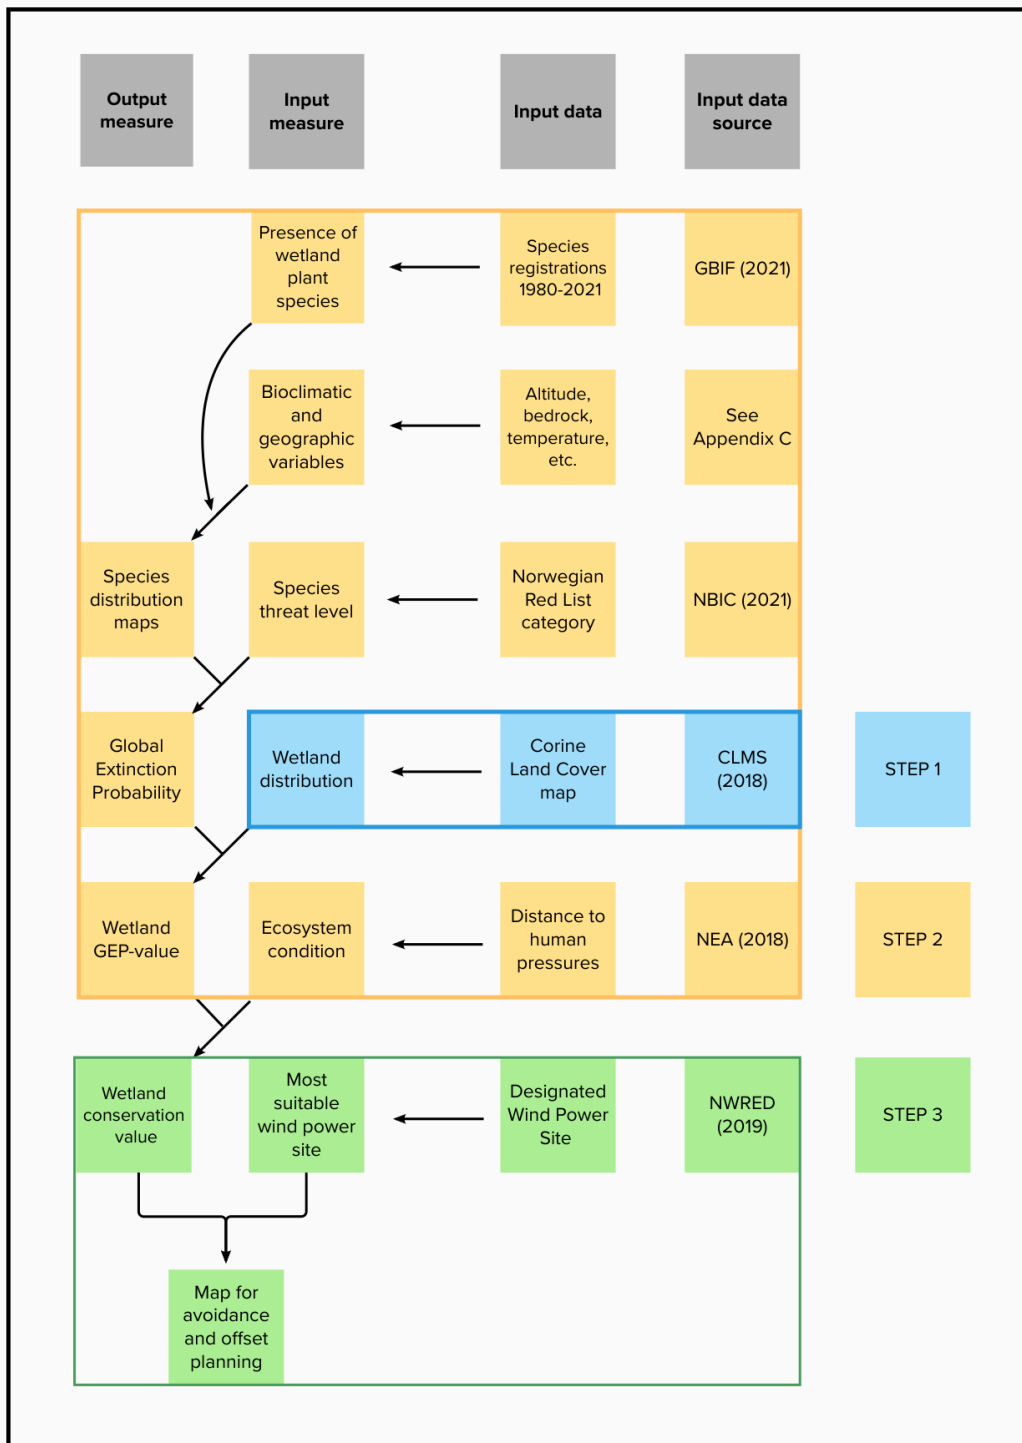 Output
measure
Input
measure
Input data
Input data
source
Presence of
wetland
plant
species
Species
registrations
1980-2021
GBIF (2021)
Bioclimatic
and
geographic
variables
Altitude,
bedrock,
temperature,
etc.
See
Appendix C
Species
distribution
maps
Species
threat level
Norwegian
Red List
category
NBIC (2021)
Global
Extinction
Probability
Wetland
distribution
Corine
Land Cover
map
CLMS
(2018)
STEP 1
Wetland
GEP-value
Ecosystem
condition
Distance to
human
pressures
NEA (2018)
STEP 2
Wetland
conservation
value
Most
suitable
wind power
site
Designated
Wind Power
Site
NWRED
(2019)
STEP 3
Map for
avoidance
and offset
planning